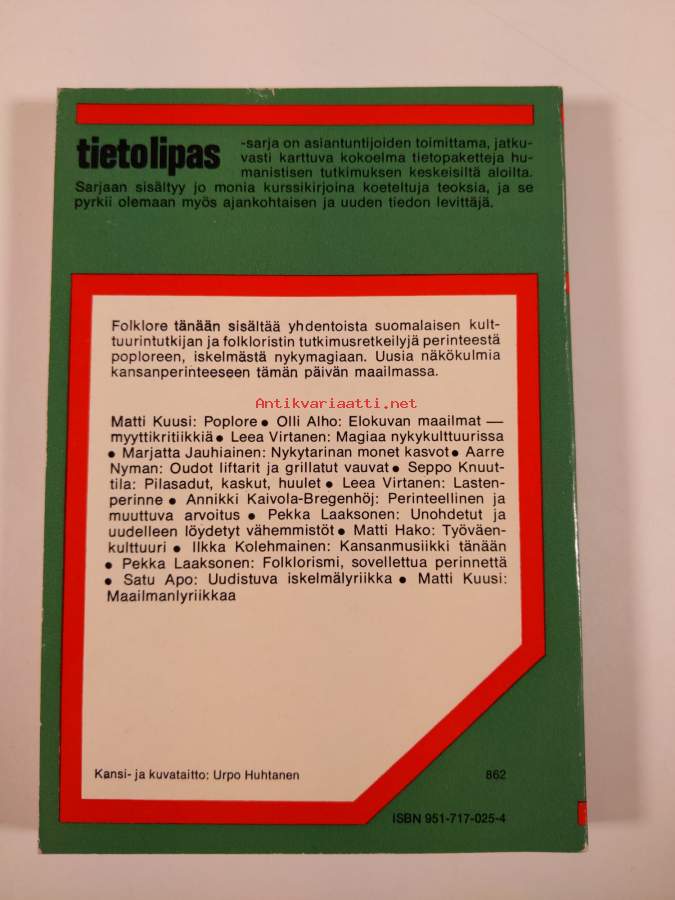 tietolipas -sarja on asiantuntijoiden toimittama, jatku-
vasti karttuva kokoelma tietopaketteja hu-
manistisen tutkimuksen keskeisiltä aloilta.
Sarjaan sisältyy jo monia kurssikirjoina koeteltuja teoksia, ja se
pyrkii olemaan myös ajankohtaisen ja uuden tiedon levittäjä.
Folklore tänään sisältää yhdentoista suomalaisen kult-
tuurintutkijan ja folkloristin tutkimusretkeilyjä perinteestä
poploreen, iskelmästä nykymagiaan. Uusia näkökulmia
kansanperinteeseen tämän päivän maailmassa.
Antikvariaatti.net
Matti Kuusi: Poplore • Olli Alho: Elokuvan maailmat —
myyttikritiikkiä • Leea Virtanen: Magiaa nykykulttuurissa
• Marjatta Jauhiainen: Nykytarinan monet kasvot • Aarre
Nyman: Oudot liftarit ja grillatut vauvat • Seppo Knuut-
tila: Pilasadut, kaskut, huulet • Leea Virtanen: Lasten-
perinne • Annikki Kaivola-Bregenhöj: Perinteellinen ja
muuttuva arvoitus • Pekka Laaksonen: Unohdetut ja
uudelleen löydetyt vähemmistöt • Matti Hako: Työväen-
kulttuuri • Ilkka Kolehmainen: Kansanmusiikki tänään
• Pekka Laaksonen: Folklorismi, sovellettua perinnettä
• Satu Apo: Uudistuva iskelmälyriikka • Matti Kuusi:
Maailmanlyriikkaa
Kansi- ja kuvataitto: Urpo Huhtanen 862
ISBN 951-717-025-4